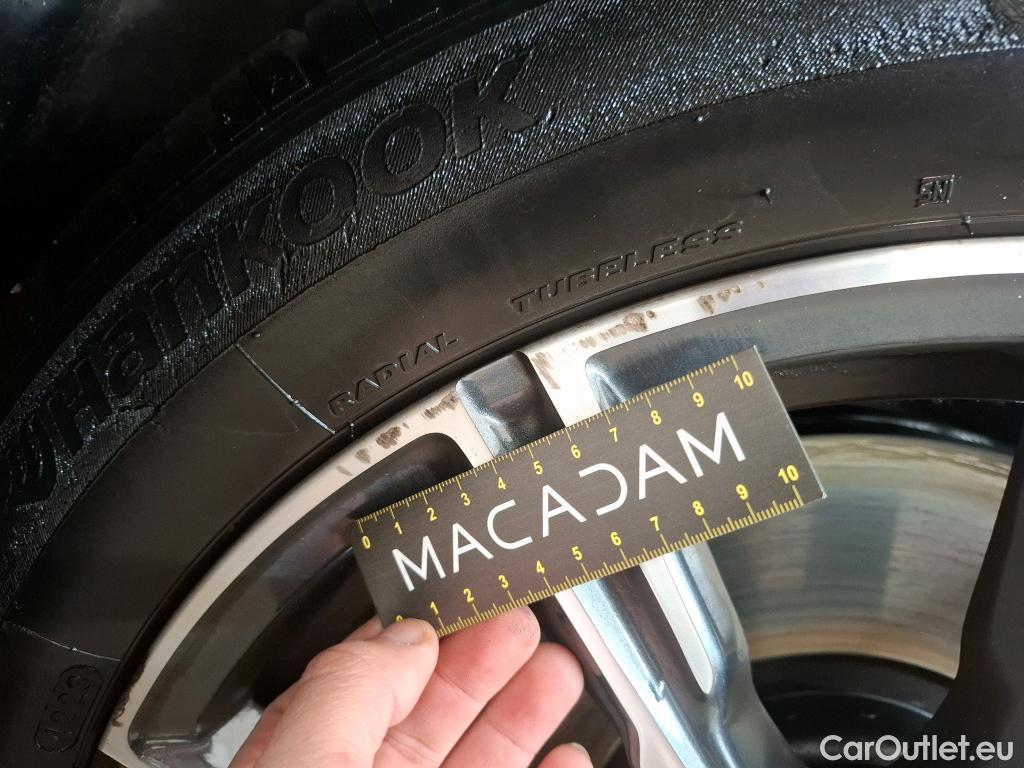 Hankook
RADIAL
TUBELESS
SNI
0 1 2 3 4 5 6 7 8 9 10
MACADAM
0 1 2 3 4 5 6 7 8 9 10
CarOutlet.eu